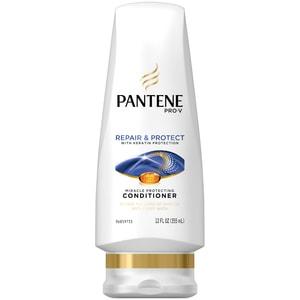 PANTENE
PRO-V
REPAIR & PROTECT
WITH KERATIN PROTECTION
MIRACLE PROTECTING
CONDITIONER
12 FL OZ (355 mL)